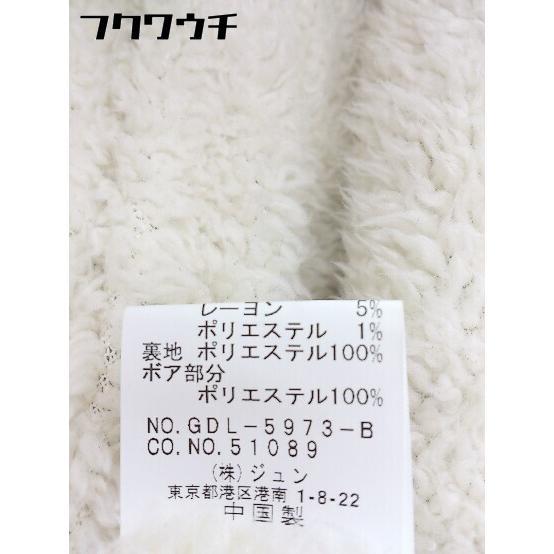 フクワウチ
レーヨン 5%
ポリエステル 1%
裏地 ポリエステル100%
ボア部分
ポリエステル100%
NO.GDL-5973-B
CO.NO.51089
(株)ジュン
東京都港区港南 1-8-22
中国製